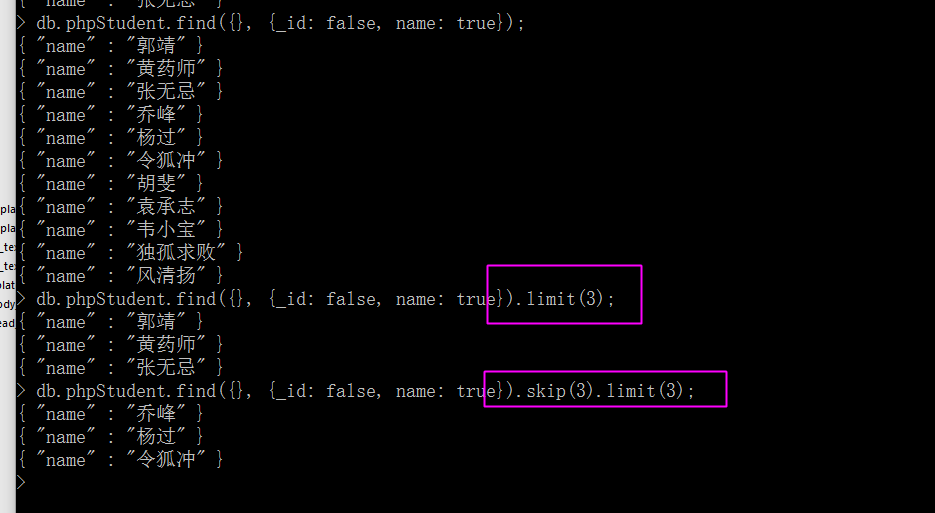 张无忌
> db.phpStudent.find({}, {_id: false, name: true});
{ "name" : "郭靖" }
{ "name" : "黄药师" }
{ "name" : "张无忌" }
{ "name" : "乔峰" }
{ "name" : "杨过" }
{ "name" : "令狐冲" }
{ "name" : "胡斐" }
{ "name" : "袁承志" }
{ "name" : "韦小宝" }
{ "name" : "独孤求败" }
{ "name" : "风清扬" }
> db.phpStudent.find({}, {_id: false, name: true}).limit(3);
{ "name" : "郭靖" }
{ "name" : "黄药师" }
{ "name" : "张无忌" }
> db.phpStudent.find({}, {_id: false, name: true}).skip(3).limit(3);
{ "name" : "乔峰" }
{ "name" : "杨过" }
{ "name" : "令狐冲" }
>
pla
pla
_te
_te
plat
ody
ead